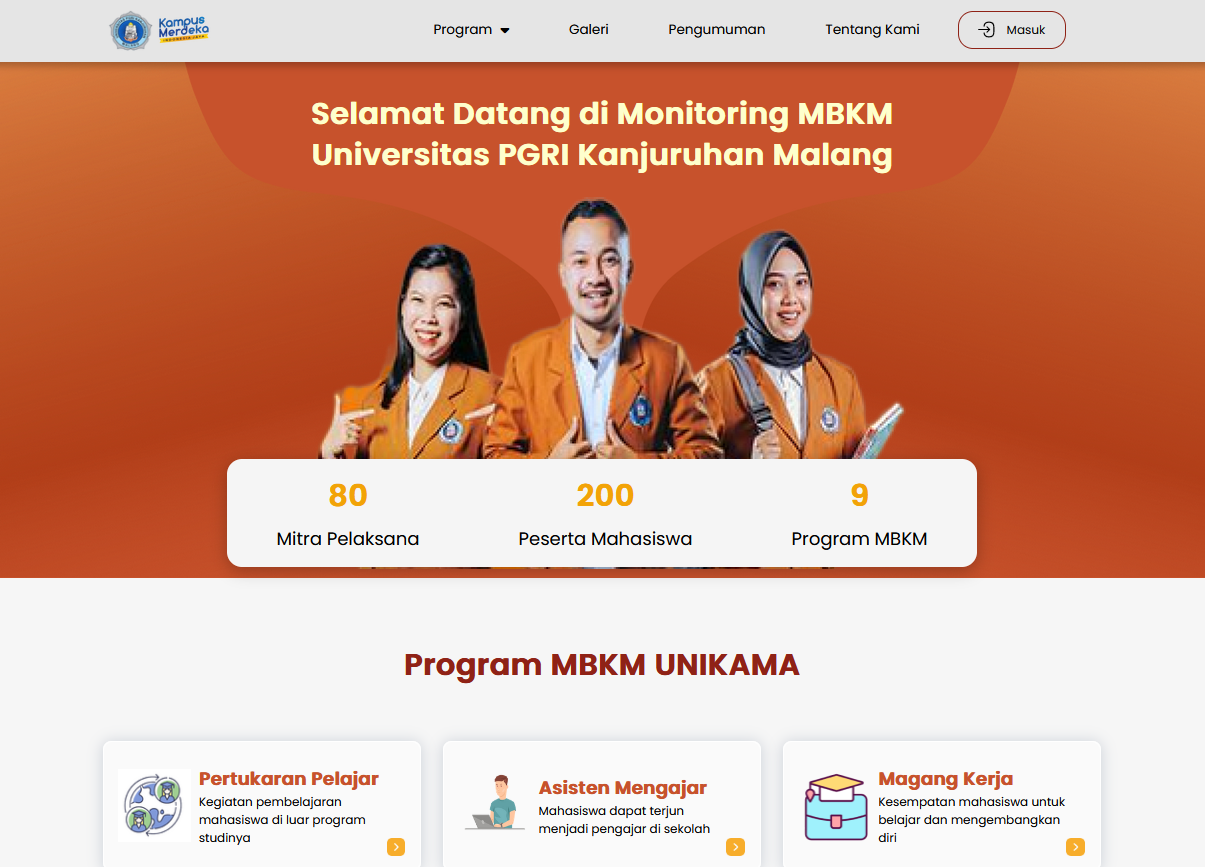 Kampus
Merdeka
INDONESIA JAYA
Program
Galeri
Pengumuman
Tentang Kami
Masuk
Selamat Datang di Monitoring MBKM
Universitas PGRI Kanjuruhan Malang
80
200
9
Mitra Pelaksana
Peserta Mahasiswa
Program MBKM
Program MBKM UNIKAMA
Pertukaran Pelajar
Kegiatan pembelajaran
mahasiswa di luar program
studinya
Asisten Mengajar
Mahasiswa dapat terjun
menjadi pengajar di sekolah
Magang Kerja
Kesempatan mahasiswa untuk
belajar dan mengembangkan
diri